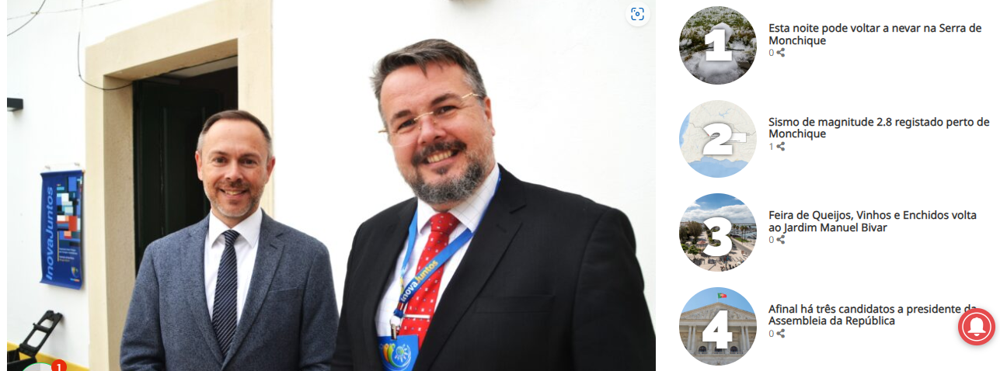 InovaJuntos
InovaJuntos
1
1
Esta noite pode voltar a nevar na Serra de
Monchique
0
2
Sismo de magnitude 2.8 registado perto de
Monchique
1
3
Feira de Queijos, Vinhos e Enchidos volta
ao Jardim Manuel Bivar
0
4
Afinal há três candidatos a presidente da
Assembleia da República
0